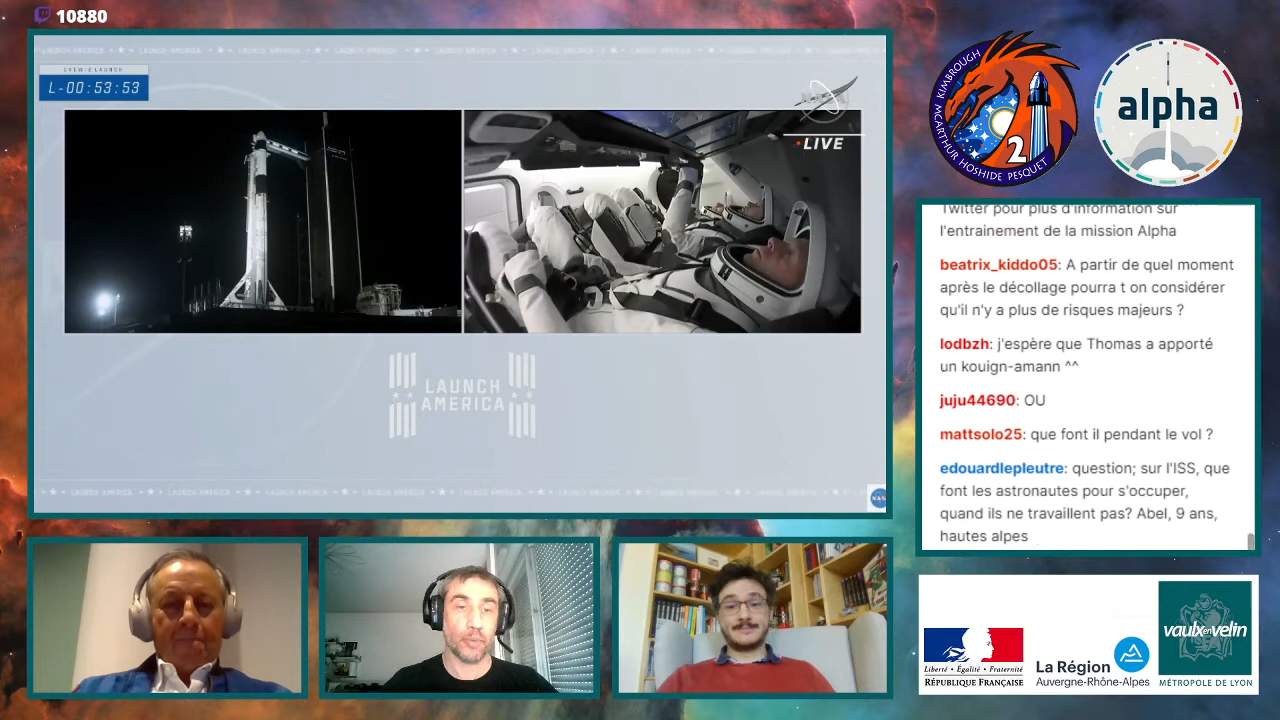 10880
LAUNCH AMERICA
CREW-2 LAUNCH
L-00:53:53
LIVE
LAUNCH
AMERICA
NASA
MCARTHUR KIMBROUGH
HOSHIDE PESQUET
2
alpha
Twitter pour plus d'information sur
l'entrainement de la mission Alpha
beatrix_kiddo05: A partir de quel moment
après le décollage pourra t on considérer
qu'il n'y a plus de risques majeurs ?
lodbzh: j'espère que Thomas a apporté
un kouign-amann ^^
juju44690: OU
mattsolo25: que font il pendant le vol ?
edouardlepleutre: question; sur l'ISS, que
font les astronautes pour s'occuper,
quand ils ne travaillent pas? Abel, 9 ans,
hautes alpes
Liberté • Égalité • Fraternité
RÉPUBLIQUE FRANÇAISE
La Région
Auvergne-Rhône-Alpes
vaulx en velin
MÉTROPOLE DE LYON